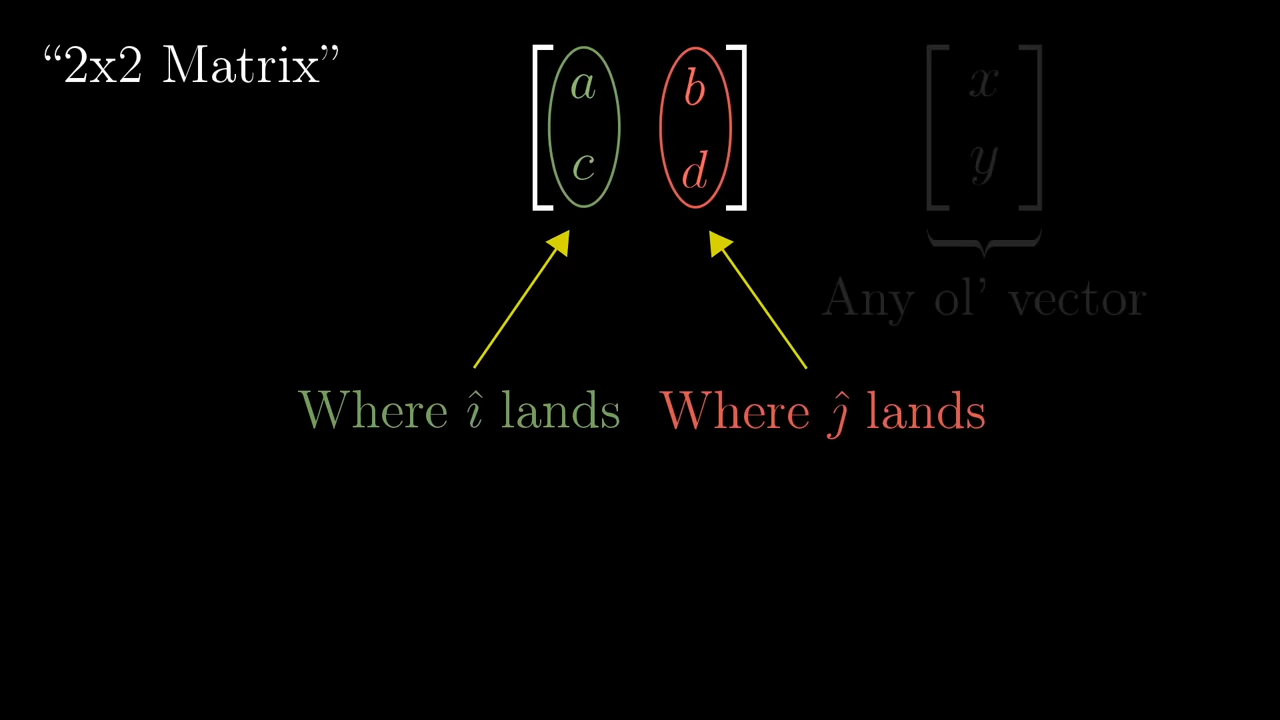 “2x2 Matrix”
a b x
c d y
Any ol’ vector
Where î lands Where ĵ lands